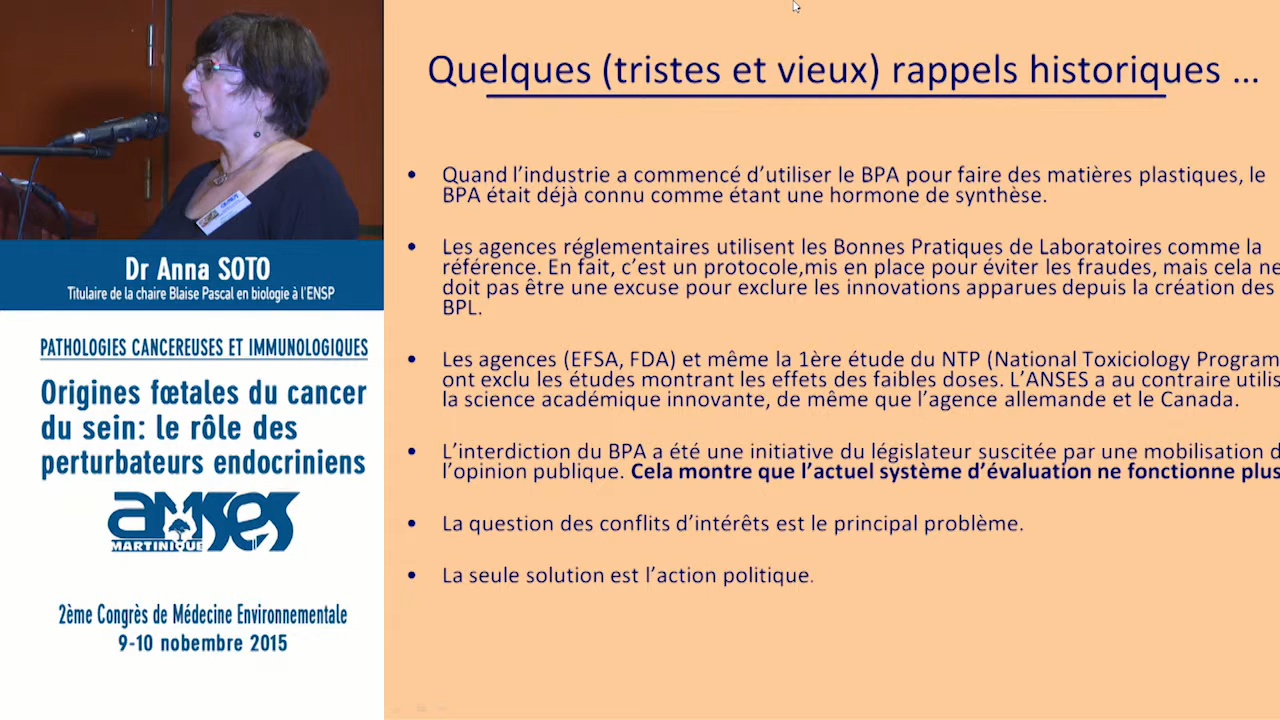 Dr Anna SOTO
Titulaire de la chaire Blaise Pascal en biologie à l'ENSP
PATHOLOGIES CANCEREUSES ET IMMUNOLOGIQUES
Origines fœtales du cancer
du sein: le rôle des
perturbateurs endocriniens
AMSES
MARTINIQUE
2ème Congrès de Médecine Environnementale
9-10 nobembre 2015
Quelques (tristes et vieux) rappels historiques ...
• Quand l'industrie a commencé d'utiliser le BPA pour faire des matières plastiques, le
BPA était déjà connu comme étant une hormone de synthèse.
• Les agences réglementaires utilisent les Bonnes Pratiques de Laboratoires comme la
référence. En fait, c'est un protocole,mis en place pour éviter les fraudes, mais cela ne
doit pas être une excuse pour exclure les innovations apparues depuis la création des
BPL.
• Les agences (EFSA, FDA) et même la 1ère étude du NTP (National Toxiciology Program
ont exclu les études montrant les effets des faibles doses. L'ANSES a au contraire utilis
la science académique innovante, de même que l'agence allemande et le Canada.
• L'interdiction du BPA a été une initiative du législateur suscitée par une mobilisation d
l'opinion publique. Cela montre que l'actuel système d'évaluation ne fonctionne plus
• La question des conflits d'intérêts est le principal problème.
• La seule solution est l'action politique.